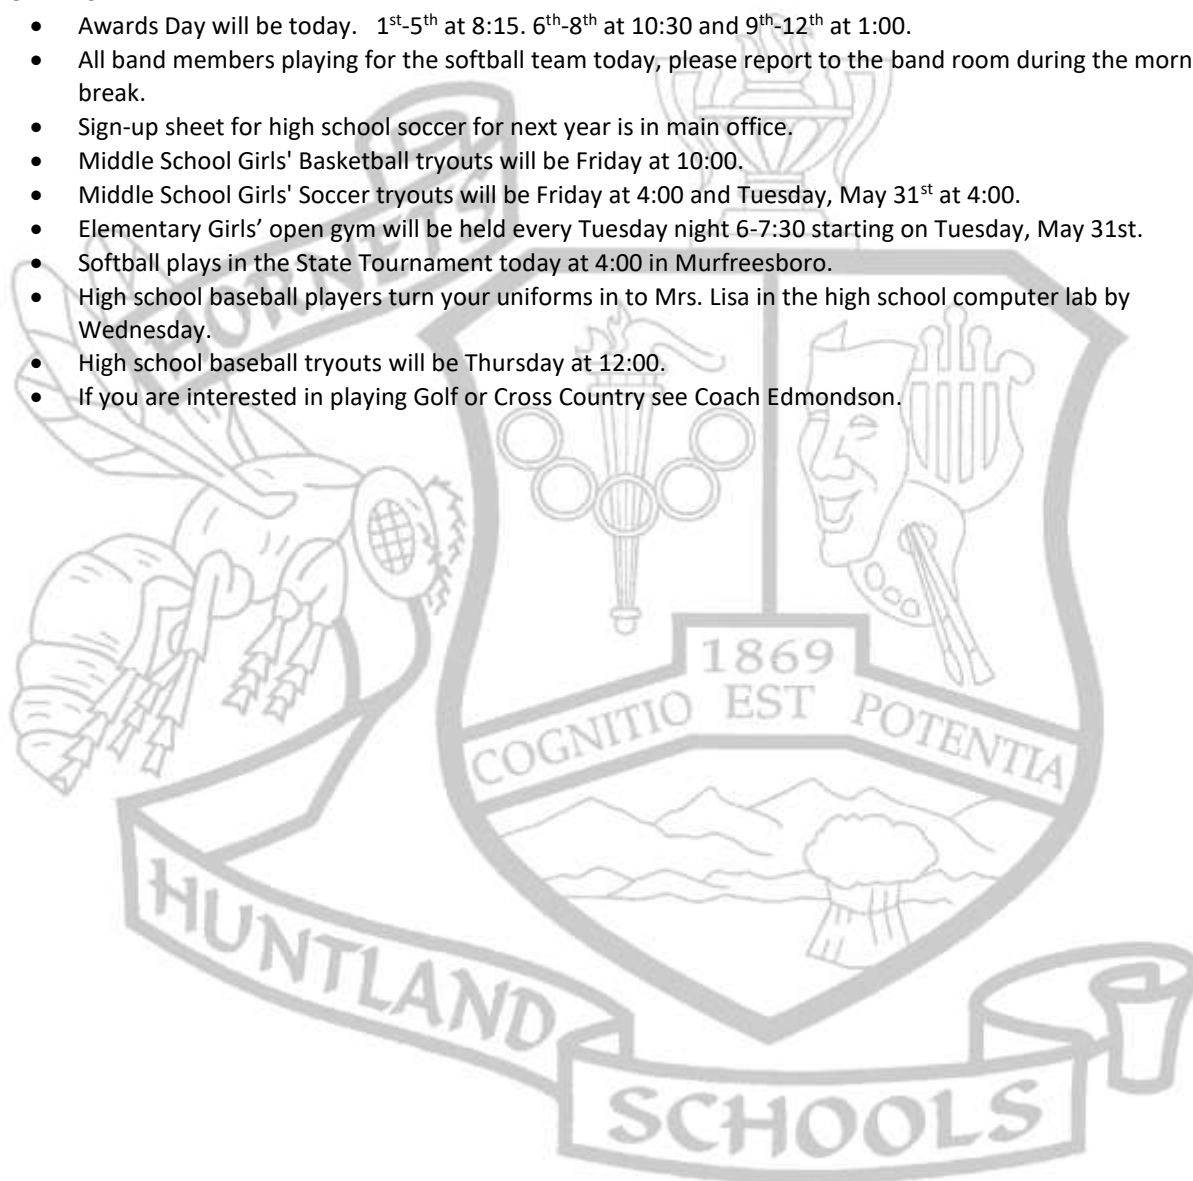 • Awards Day will be today. 1st-5th at 8:15. 6th-8th at 10:30 and 9th-12th at 1:00.
• All band members playing for the softball team today, please report to the band room during the morn
break.
• Sign-up sheet for high school soccer for next year is in main office.
• Middle School Girls' Basketball tryouts will be Friday at 10:00.
• Middle School Girls' Soccer tryouts will be Friday at 4:00 and Tuesday, May 31st at 4:00.
• Elementary Girls’ open gym will be held every Tuesday night 6-7:30 starting on Tuesday, May 31st.
• Softball plays in the State Tournament today at 4:00 in Murfreesboro.
• High school baseball players turn your uniforms in to Mrs. Lisa in the high school computer lab by
Wednesday.
• High school baseball tryouts will be Thursday at 12:00.
• If you are interested in playing Golf or Cross Country see Coach Edmondson.
HORNETS
1869
COGNITIO EST POTENTIA
HUNTLAND
SCHOOLS